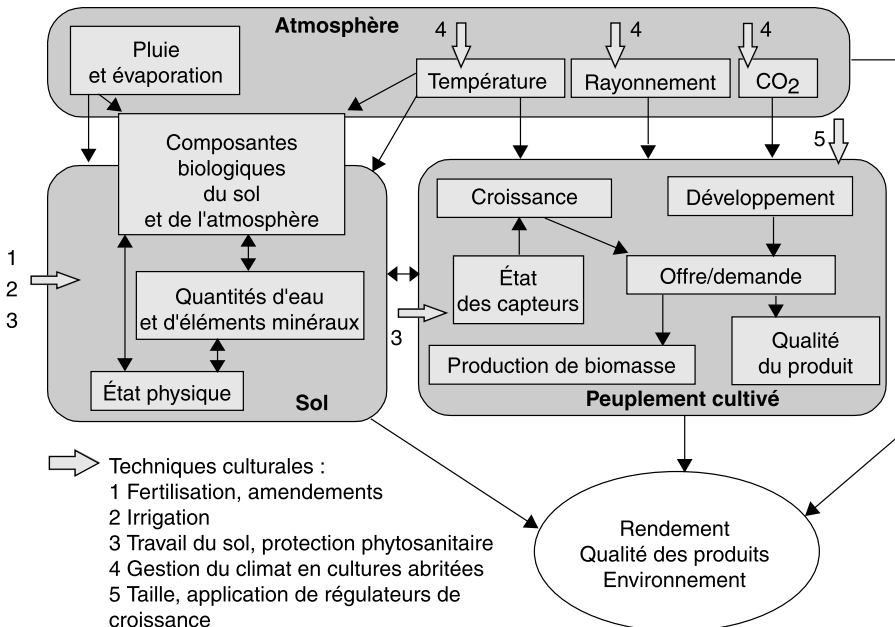 Atmosphère
Pluie
et évaporation
4
4
4
Température
Rayonnement
CO2
5
Composantes
biologiques
du sol
et de l'atmosphère
Croissance
Développement
1
2
3
Quantités d'eau
et d'éléments minéraux
3
État
des capteurs
Offre/demande
Production de biomasse
Qualité
du produit
État physique
Sol
Peuplement cultivé
Techniques culturales :
1 Fertilisation, amendements
2 Irrigation
3 Travail du sol, protection phytosanitaire
4 Gestion du climat en cultures abritées
5 Taille, application de régulateurs de
croissance
Rendement
Qualité des produits
Environnement